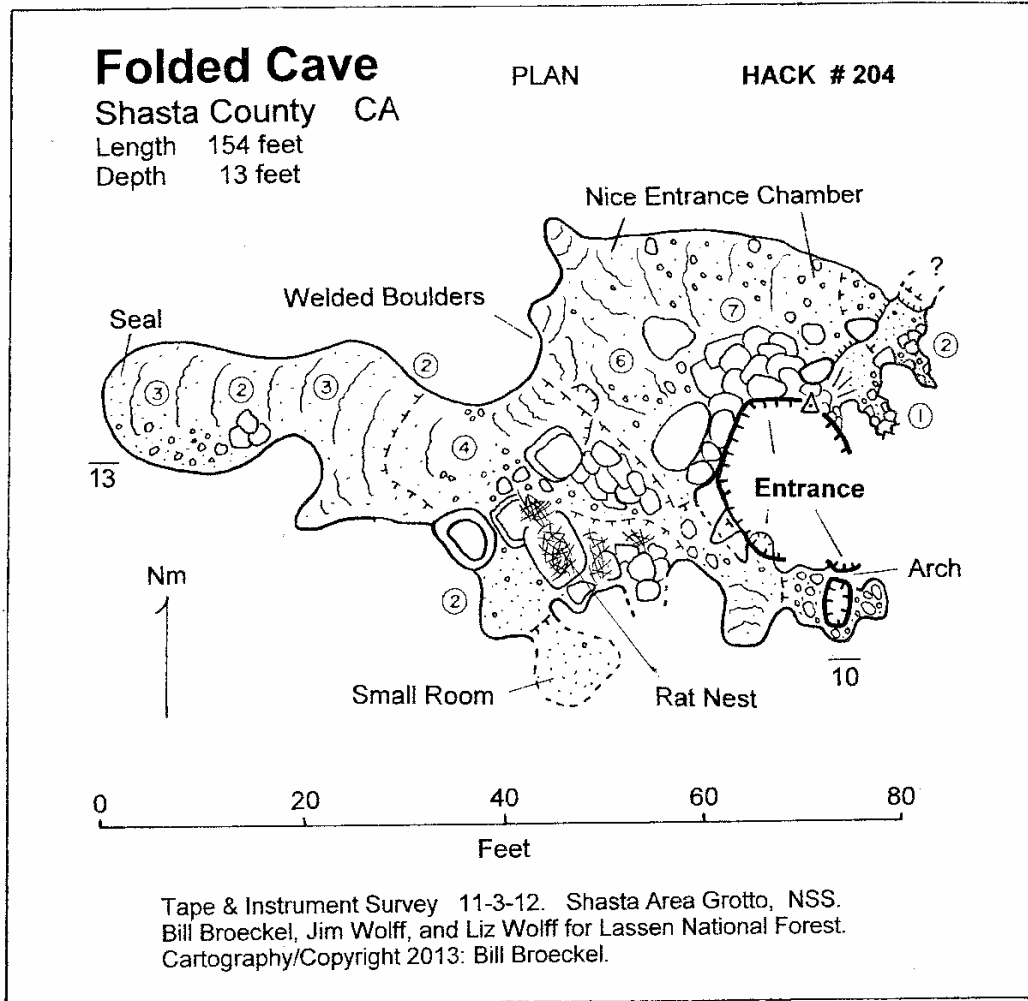 Folded Cave
PLAN
HACK # 204
Shasta County CA
Length 154 feet
Depth 13 feet
Nice Entrance Chamber
?
Welded Boulders
Seal
7
2
2
6
3
2
3
1
4
13
Entrance
Nm
Arch
2
10
Small Room
Rat Nest
0 20 40 60 80
Feet
Tape & Instrument Survey 11-3-12. Shasta Area Grotto, NSS.
Bill Broeckel, Jim Wolff, and Liz Wolff for Lassen National Forest.
Cartography/Copyright 2013: Bill Broeckel.